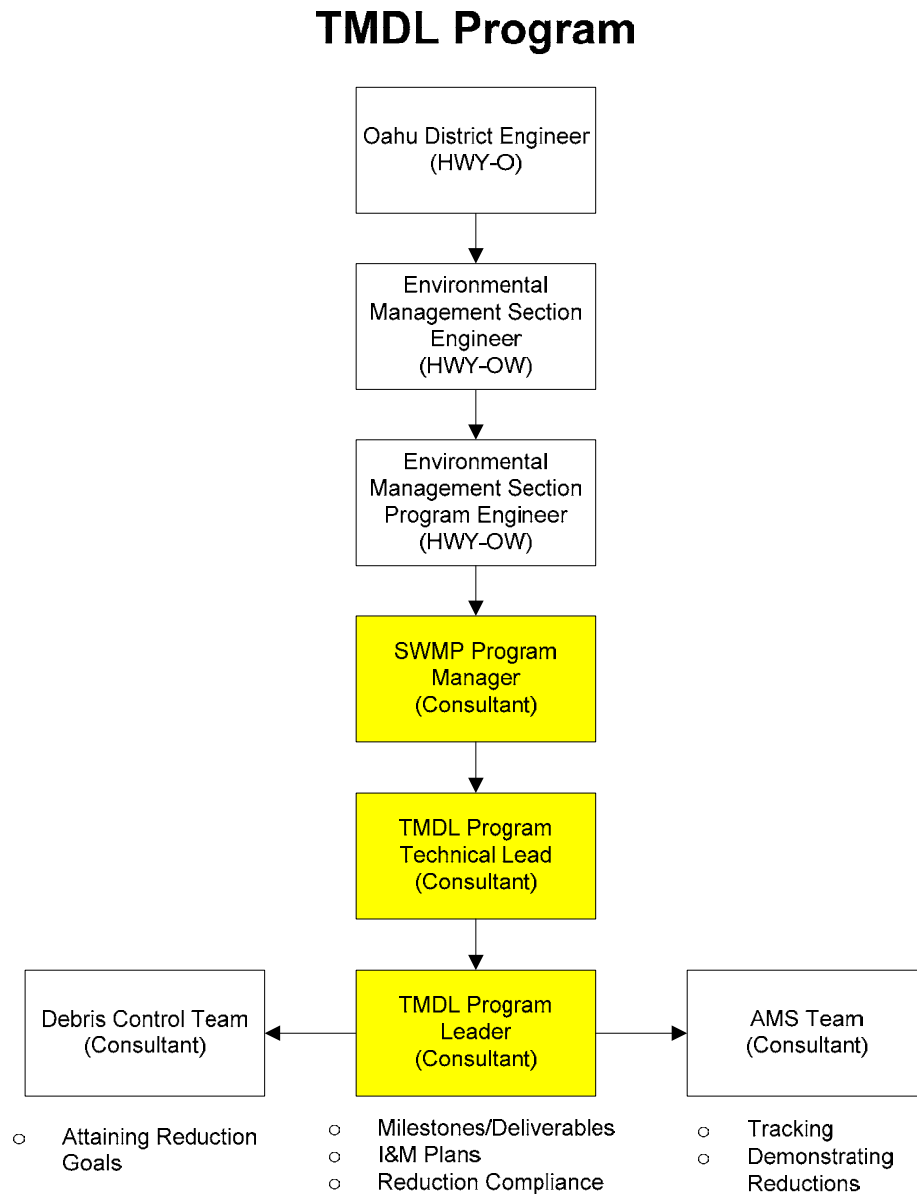 TMDL Program
Oahu District Engineer
(HWY-O)
Environmental
Management Section
Engineer
(HWY-OW)
Environmental
Management Section
Program Engineer
(HWY-OW)
SWMP Program
Manager
(Consultant)
TMDL Program
Technical Lead
(Consultant)
Debris Control Team
(Consultant)
TMDL Program
Leader
(Consultant)
AMS Team
(Consultant)
o Attaining Reduction
Goals
o Milestones/Deliverables
o I&M Plans
o Reduction Compliance
o Tracking
o Demonstrating
Reductions